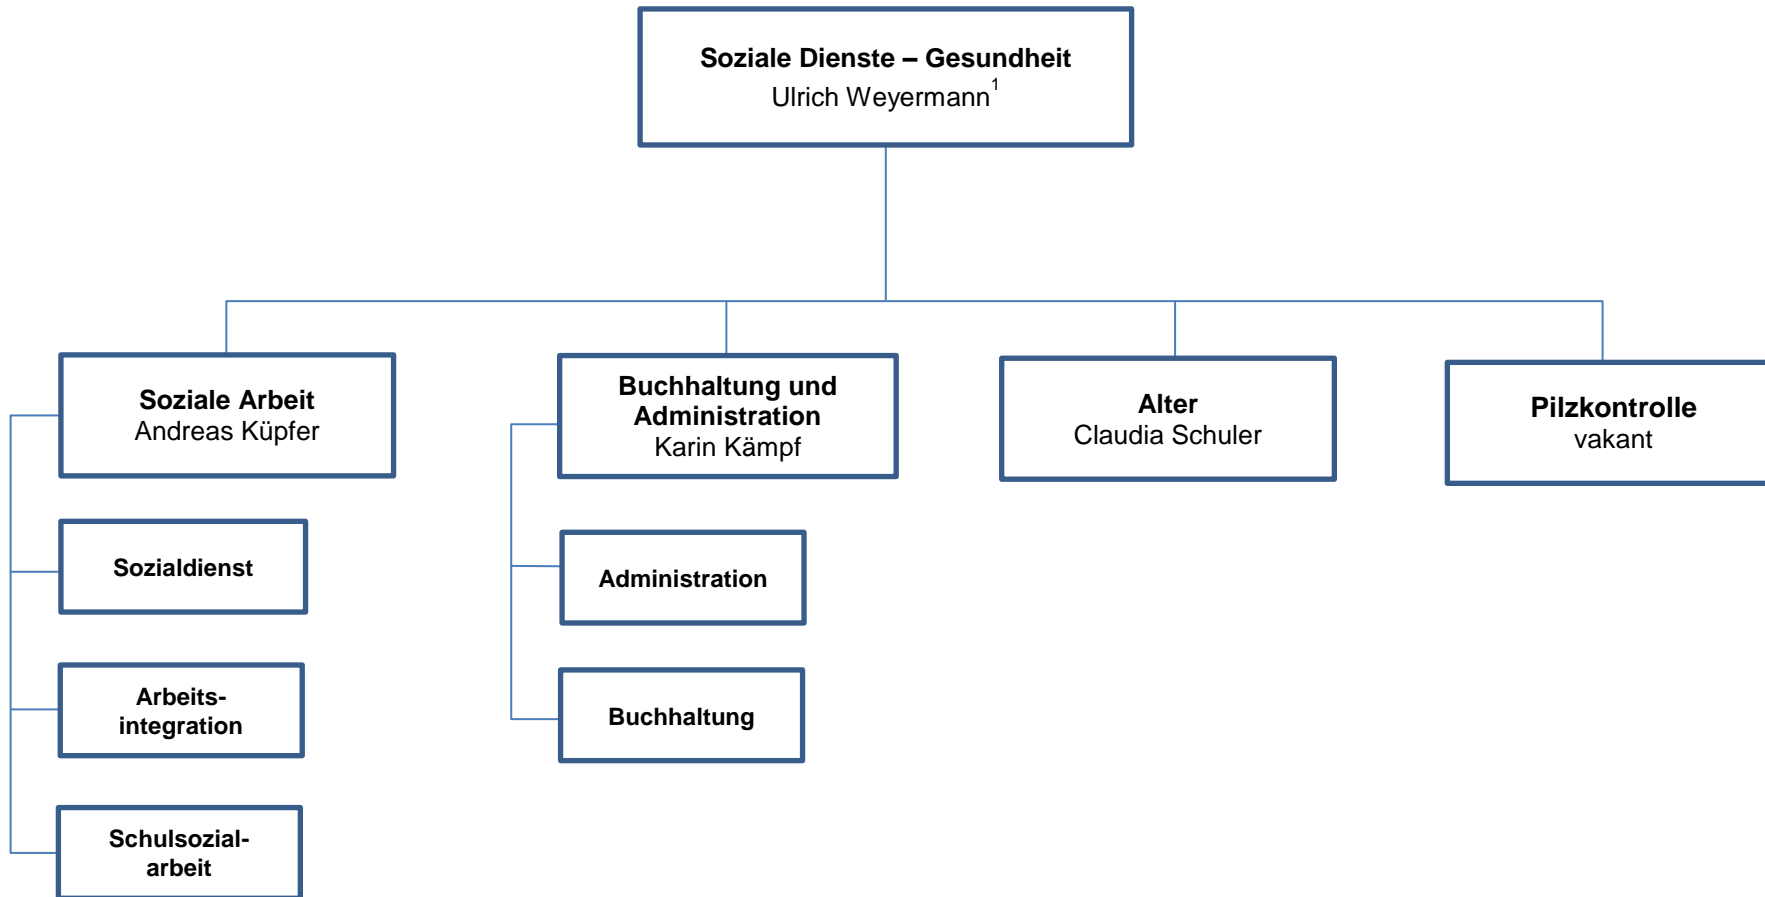 Soziale Dienste – Gesundheit
Ulrich Weyermann¹
Soziale Arbeit
Andreas Küpfer
Buchhaltung und
Administration
Karin Kämpf
Alter
Claudia Schuler
Pilzkontrolle
vakant
Sozialdienst
Arbeits-
integration
Schulsozial-
arbeit
Administration
Buchhaltung